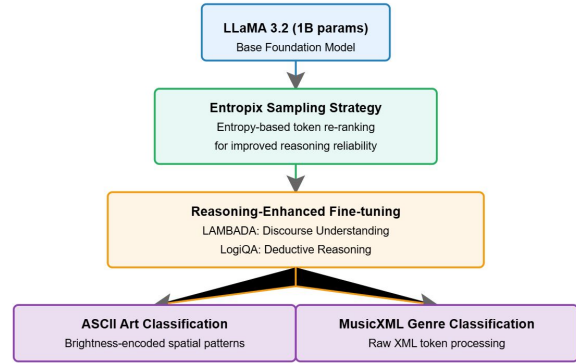 LLaMA 3.2 (1B params)
Base Foundation Model
Entropix Sampling Strategy
Entropy-based token re-ranking
for improved reasoning reliability
Reasoning-Enhanced Fine-tuning
LAMBADA: Discourse Understanding
LogiQA: Deductive Reasoning
ASCII Art Classification
Brightness-encoded spatial patterns
MusicXML Genre Classification
Raw XML token processing